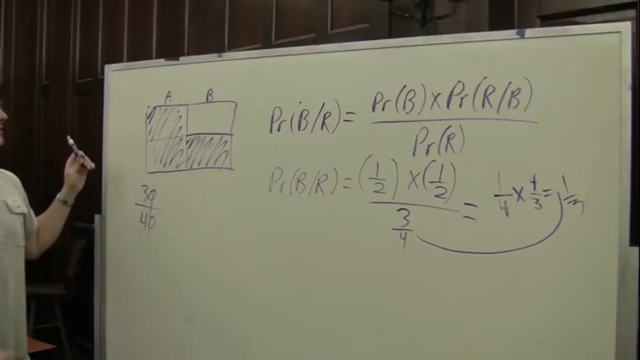 A B
Pr(B/R) = Pr(B) x Pr(R/B)
Pr(R)
Pr(B/R) = (1/2) x (1/2) = 1/4 x 4/3 = 1/3
3/4
30
40